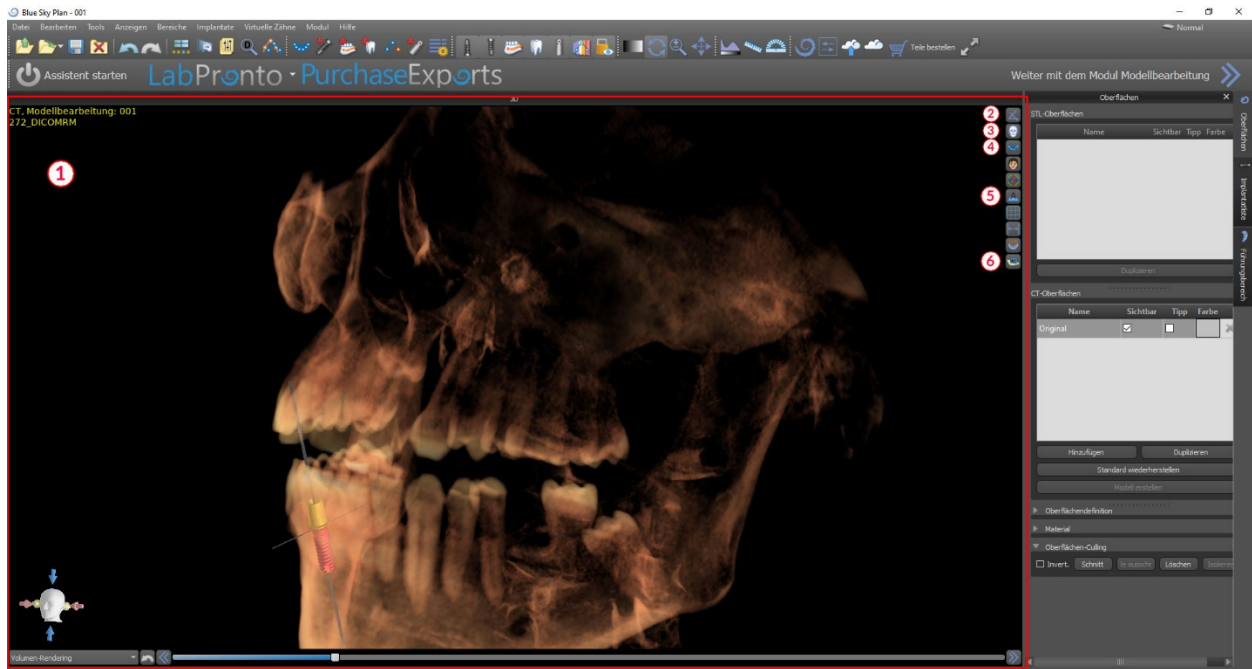 Blue Sky Plan - 001
Datei Bearbeiten Tools Anzeigen Bereiche Implantate Virtuelle Zähne Modul Hilfe
Normal
Teile bestellen
Assistent starten
LabPronto
PurchaseExports
Weiter mit dem Modul Modellbearbeitung
3D
CT, Modellbearbeitung: 001
272_DICOMRM
1
2
3
4
5
6
Volumen-Rendering
Oberflächen
STL-Oberflächen
Name Sichtbar Tipp Farbe
Duplizieren
CT-Oberflächen
Name Sichtbar Tipp Farbe
Original
Hinzufügen Duplizieren
Standard wiederherstellen
Modell erstellen
Oberflächendefinition
Material
Oberflächen-Culling
Invert. Schnitt Löschen
Oberflächen
Implantatliste
Führungsbereich